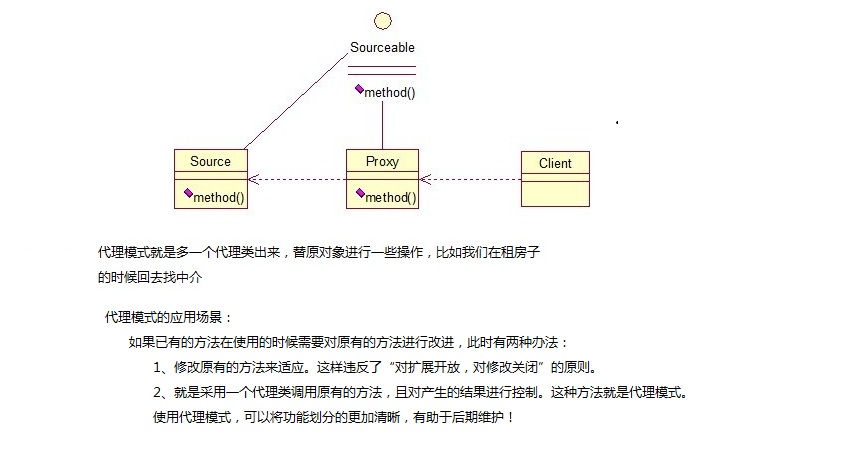 Sourceable
method()
Source
Proxy
Client
method()
method()
代理模式就是多一个代理类出来，替原对象进行一些操作，比如我们在租房子
的时候回去找中介
代理模式的应用场景：
如果已有的方法在使用的时候需要对原有的方法进行改进，此时有两种办法：
1、修改原有的方法来适应。这样违反了“对扩展开放，对修改关闭”的原则。
2、就是采用一个代理类调用原有的方法，且对产生的结果进行控制。这种方法就是代理模式。
使用代理模式，可以将功能划分的更加清晰，有助于后期维护！